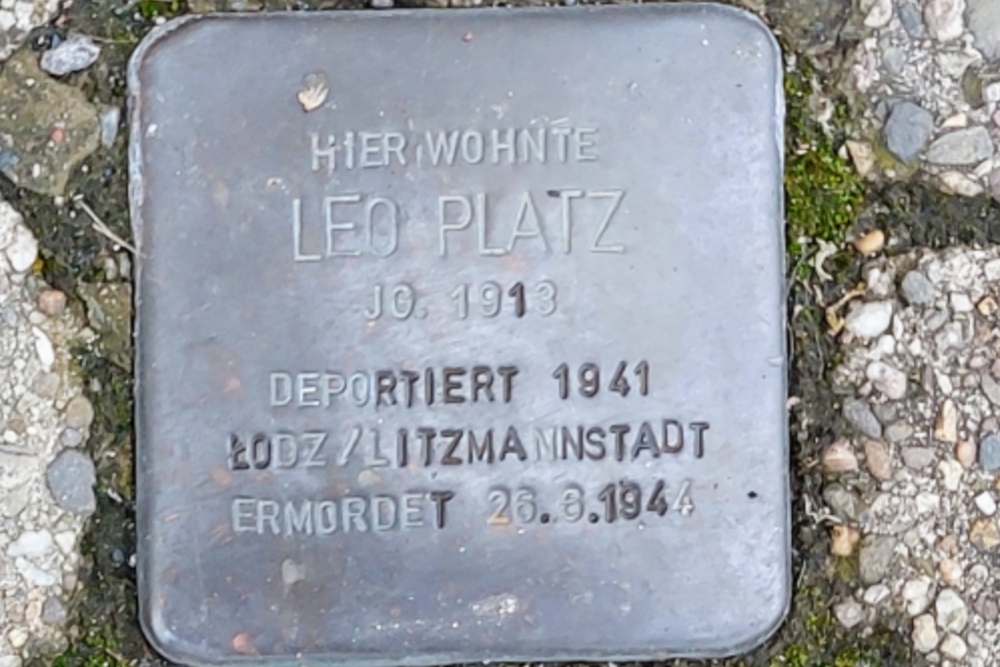 HIER WOHNTE
LEO PLATZ
JG. 1913
DEPORTIERT 1941
ŁODZ/LITZMANNSTADT
ERMORDET 26.6.1944